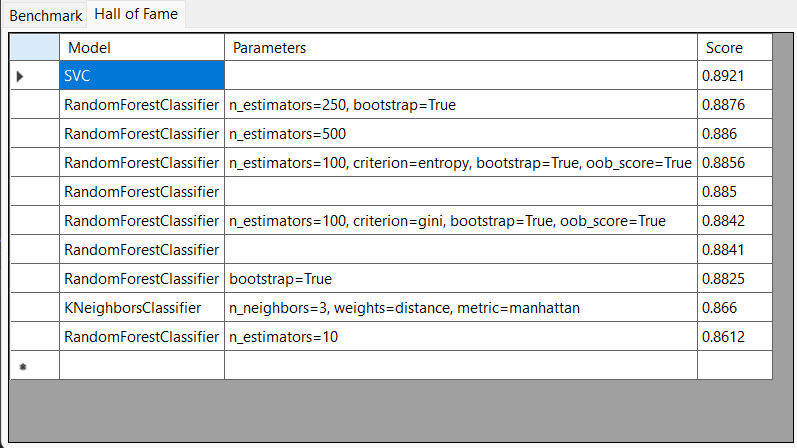 Benchmark Hall of Fame
Model Parameters Score
SVC 0.8921
RandomForestClassifier n_estimators=250, bootstrap=True 0.8876
RandomForestClassifier n_estimators=500 0.886
RandomForestClassifier n_estimators=100, criterion=entropy, bootstrap=True, oob_score=True 0.8856
RandomForestClassifier 0.885
RandomForestClassifier n_estimators=100, criterion=gini, bootstrap=True, oob_score=True 0.8842
RandomForestClassifier 0.8841
RandomForestClassifier bootstrap=True 0.8825
KNeighborsClassifier n_neighbors=3, weights=distance, metric=manhattan 0.866
RandomForestClassifier n_estimators=10 0.8612